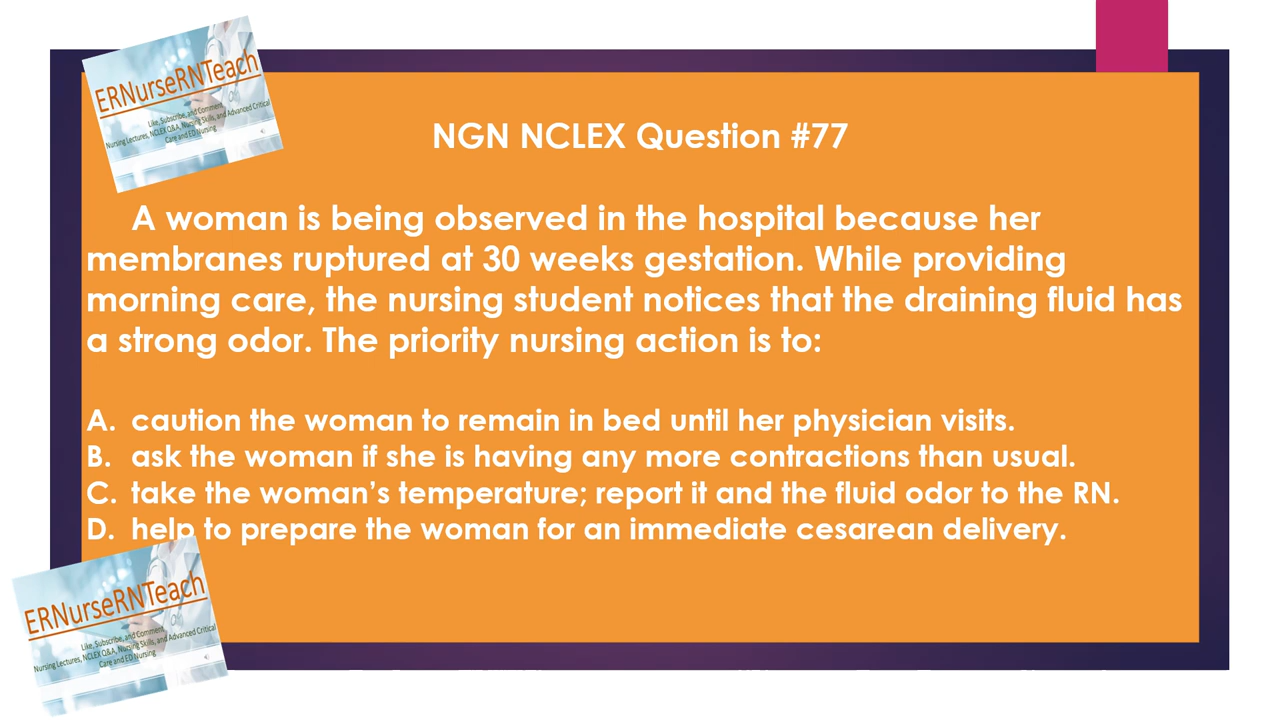 ERNurseRNTeach
Like, Subscribe, and Comment
Nursing Lectures, NCLEX Q&A, Nursing Skills, and Advanced Critical
Care and ED Nursing
NGN NCLEX Question #77
A woman is being observed in the hospital because her
membranes ruptured at 30 weeks gestation. While providing
morning care, the nursing student notices that the draining fluid has
a strong odor. The priority nursing action is to:
A. caution the woman to remain in bed until her physician visits.
B. ask the woman if she is having any more contractions than usual.
C. take the woman’s temperature; report it and the fluid odor to the RN.
D. help to prepare the woman for an immediate cesarean delivery.
ERNurseRNTeach
Like, Subscribe, and Comment
Nursing Lectures, NCLEX Q&A, Nursing Skills, and Advanced Critical
Care and ED Nursing